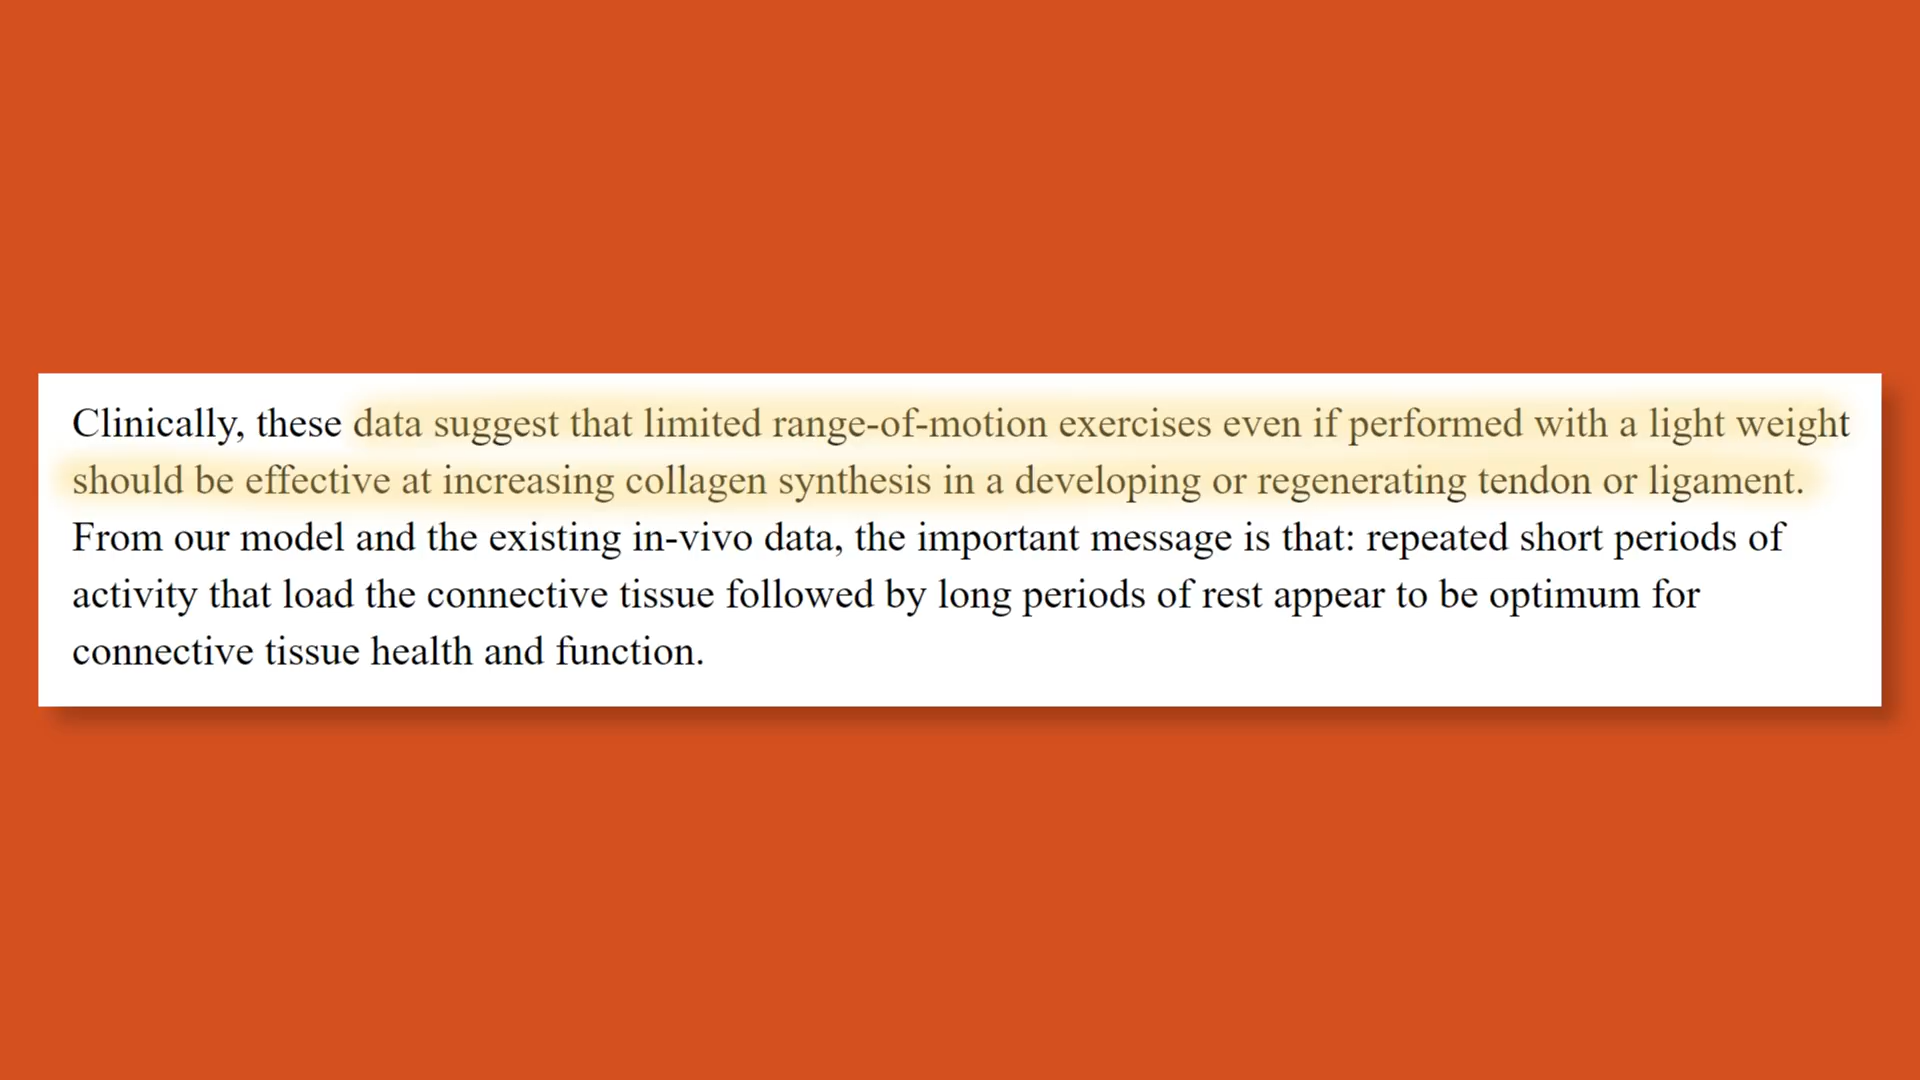 Clinically, these data suggest that limited range-of-motion exercises even if performed with a light weight
should be effective at increasing collagen synthesis in a developing or regenerating tendon or ligament.
From our model and the existing in-vivo data, the important message is that: repeated short periods of
activity that load the connective tissue followed by long periods of rest appear to be optimum for
connective tissue health and function.